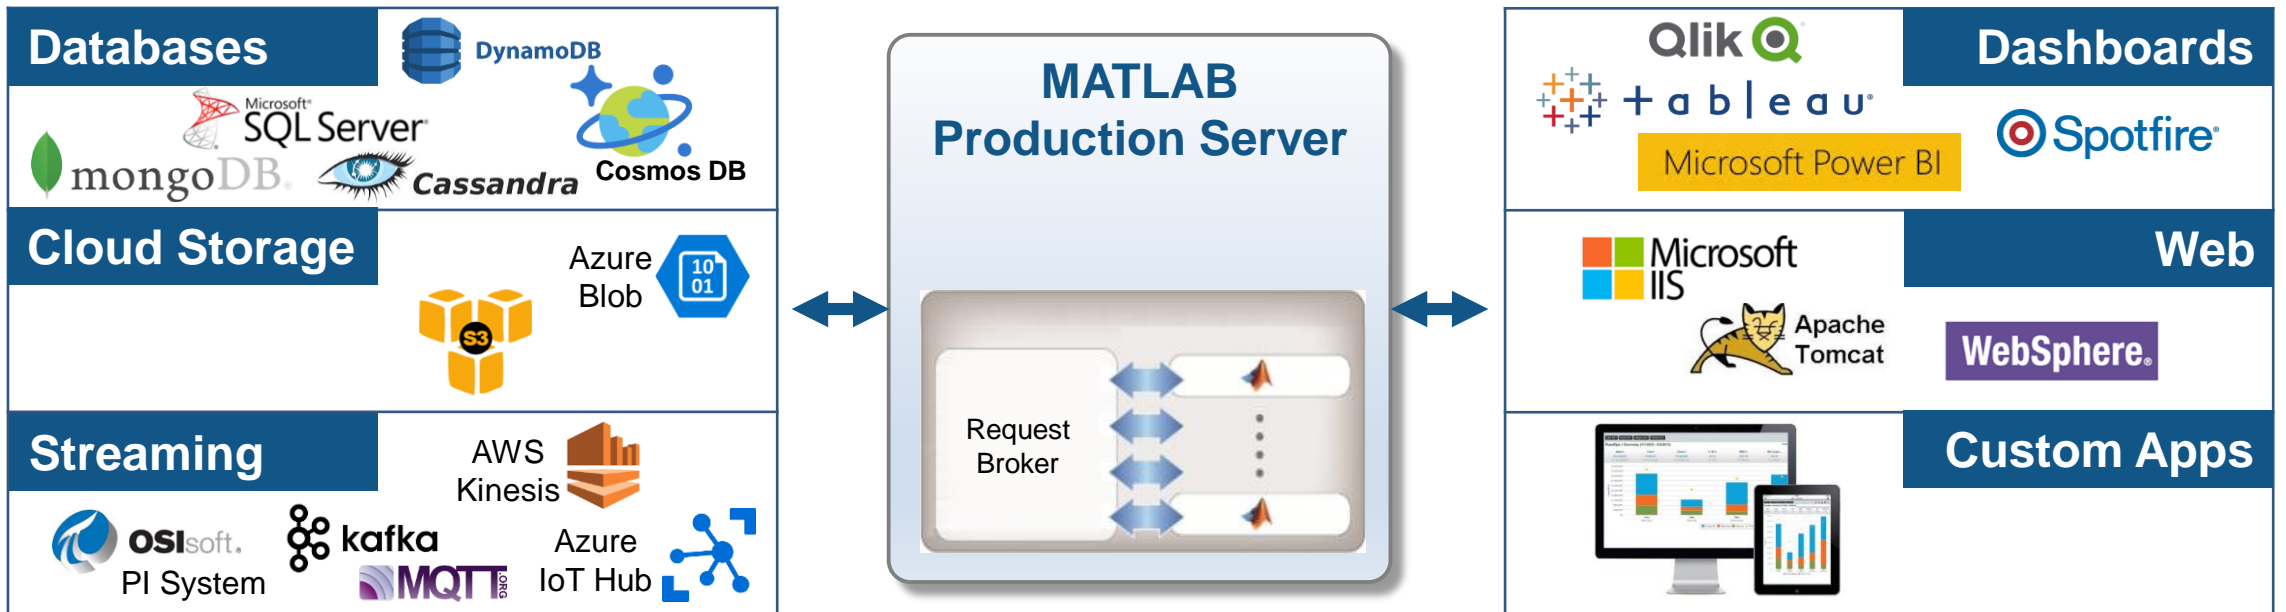 Databases
DynamoDB
Microsoft®
SQL Server®
mongoDB®
Cassandra
Cosmos DB
Cloud Storage
Azure
Blob
10
01
S3
Streaming
AWS
Kinesis
OSIsoft®
PI System
kafka
MQTT.ORG
Azure
IoT Hub
MATLAB
Production Server
Request
Broker
Qlik
Dashboards
+ableau®
Spotfire®
Microsoft Power BI
Web
Microsoft
IIS
Apache
Tomcat
WebSphere®
Custom Apps